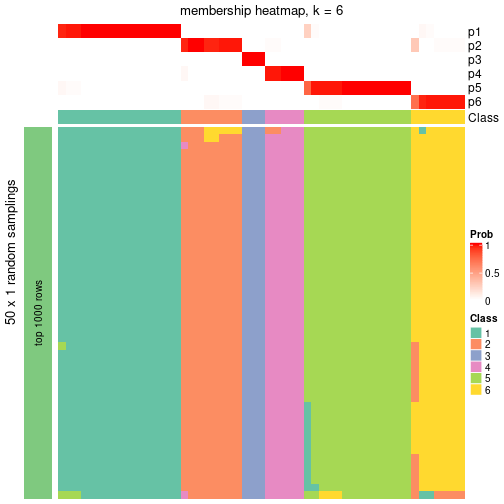 membership heatmap, k = 6
p1
p2
p3
p4
p5
p6
Class
50 x 1 random samplings
top 1000 rows
Prob
1
0.5
0
Class
1
2
3
4
5
6